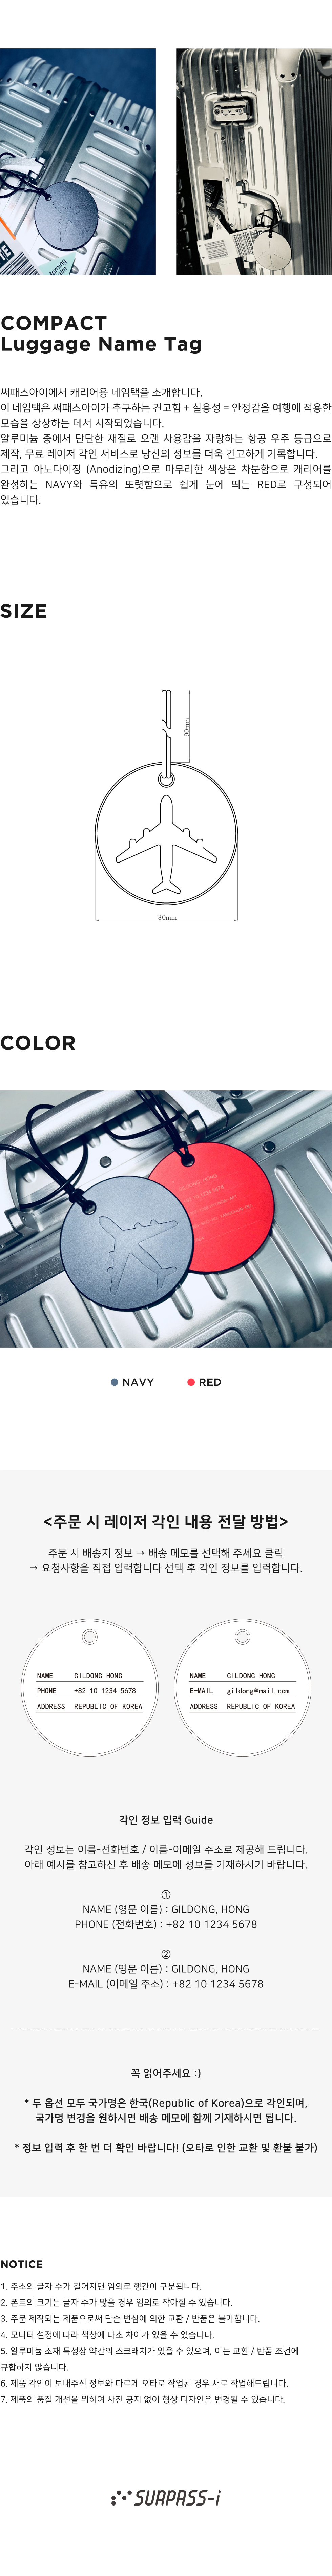 COMPACT
Luggage Name Tag
써패스아이에서 캐리어용 네임택을 소개합니다.
이 네임택은 써패스아이가 추구하는 견고함 + 실용성 = 안정감을 여행에 적용한
모습을 상상하는 데서 시작되었습니다.
알루미늄 중에서 단단한 재질로 오랜 사용감을 자랑하는 항공 우주 등급으로
제작, 무료 레이저 각인 서비스로 당신의 정보를 더욱 견고하게 기록합니다.
그리고 아노다이징 (Anodizing)으로 마무리한 색상은 차분함으로 캐리어를
완성하는 NAVY와 특유의 또렷함으로 쉽게 눈에 띄는 RED로 구성되어
있습니다.
SIZE
90mm
80mm
COLOR
NAVY RED
<주문 시 레이저 각인 내용 전달 방법>
주문 시 배송지 정보 → 배송 메모를 선택해 주세요 클릭
→ 요청사항을 직접 입력합니다 선택 후 각인 정보를 입력합니다.
NAME GILDONG HONG
PHONE +82 10 1234 5678
ADDRESS REPUBLIC OF KOREA
NAME GILDONG HONG
E-MAIL gildong@mail.com
ADDRESS REPUBLIC OF KOREA
각인 정보 입력 Guide
각인 정보는 이름-전화번호 / 이름-이메일 주소로 제공해 드립니다.
아래 예시를 참고하신 후 배송 메모에 정보를 기재하시기 바랍니다.
①
NAME (영문 이름) : GILDONG, HONG
PHONE (전화번호) : +82 10 1234 5678
②
NAME (영문 이름) : GILDONG, HONG
E-MAIL (이메일 주소) : +82 10 1234 5678
꼭 읽어주세요 :)
* 두 옵션 모두 국가명은 한국(Republic of Korea)으로 각인되며,
국가명 변경을 원하시면 배송 메모에 함께 기재하시면 됩니다.
* 정보 입력 후 한 번 더 확인 바랍니다! (오타로 인한 교환 및 환불 불가)
NOTICE
1. 주소의 글자 수가 길어지면 임의로 행간이 구분됩니다.
2. 폰트의 크기는 글자 수가 많을 경우 임의로 작아질 수 있습니다.
3. 주문 제작되는 제품으로써 단순 변심에 의한 교환 / 반품은 불가합니다.
4. 모니터 설정에 따라 색상에 다소 차이가 있을 수 있습니다.
5. 알루미늄 소재 특성상 약간의 스크래치가 있을 수 있으며, 이는 교환 / 반품 조건에
규합하지 않습니다.
6. 제품 각인이 보내주신 정보와 다르게 오타로 작업된 경우 새로 작업해드립니다.
7. 제품의 품질 개선을 위하여 사전 공지 없이 형상 디자인은 변경될 수 있습니다.
SURPASS-i